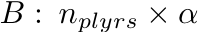 B : n_{plyrs} × α